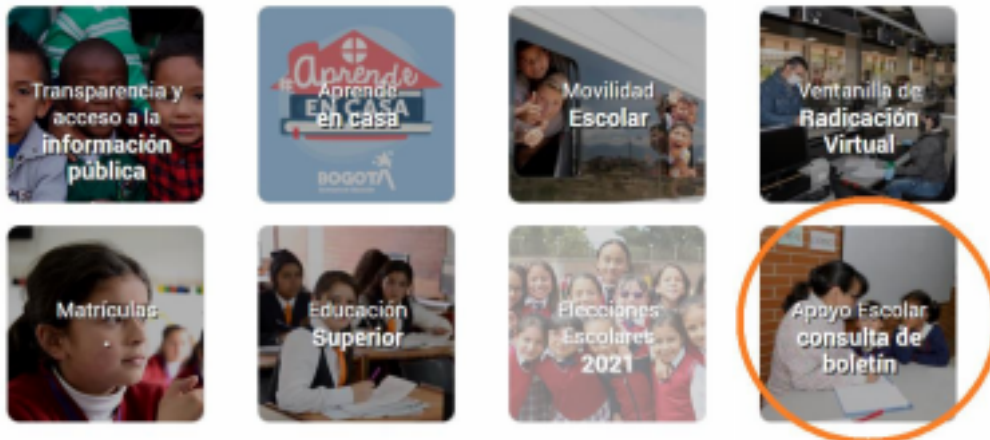 Transparencia y
acceso a la
información
pública
Aprende
EN CASA
Aprende
en casa
BOGOTÁ
Movilidad
Escolar
Ventanilla de
Radicación
Virtual
Matrículas
Educación
Superior
Elecciones
Escolares
2021
Apoyo Escolar
consulta de
boletín